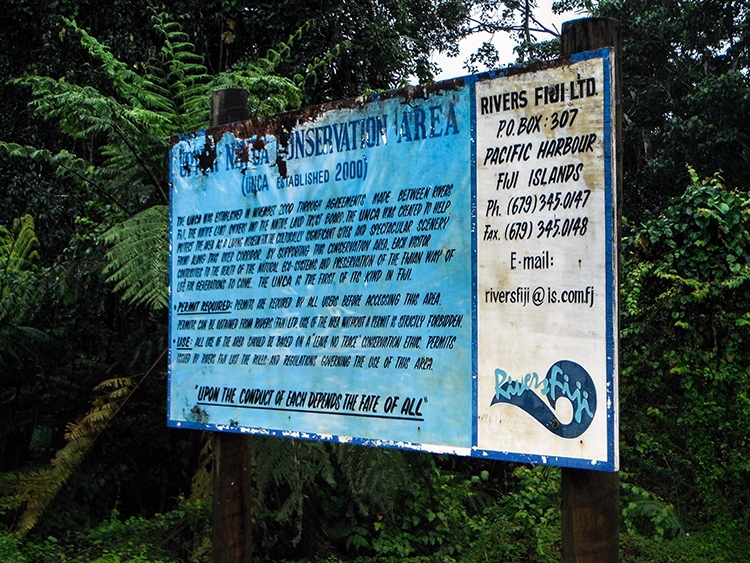 UPPER NAVUA CONSERVATION AREA
(UNCA ESTABLISHED 2000)
THE UNCA WAS ESTABLISHED IN NOVEMBER 2000 THROUGH AGREEMENTS MADE BETWEEN RIVERS
FIJI, THE NATIVE LAND OWNERS AND THE NATIVE LAND TRUST BOARD. THE UNCA WAS CREATED TO HELP
PROTECT THE AREA AS A LIVING MUSEUM FOR THE CULTURALLY SIGNIFICANT SITES AND SPECTACULAR SCENERY
FOUND ALONG THIS RIVER CORRIDOR. BY SUPPORTING THIS CONSERVATION AREA, EACH VISITOR
CONTRIBUTES TO THE HEALTH OF THE NATURAL ECO-SYSTEMS AND PRESERVATION OF THE FIJIAN WAY OF
LIFE FOR GENERATIONS TO COME. THE UNCA IS THE FIRST OF ITS KIND IN FIJI.
• PERMIT REQUIRED: PERMITS ARE REQUIRED BY ALL USERS BEFORE ACCESSING THIS AREA.
PERMITS CAN BE OBTAINED FROM RIVERS FIJI LTD. USE OF THE AREA WITHOUT A PERMIT IS STRICTLY FORBIDDEN.
• USE: ALL USE OF THE AREA SHOULD BE BASED ON A "LEAVE NO TRACE" CONSERVATION ETHIC. PERMITS
ISSUED BY RIVERS FIJI LIST THE RULES AND REGULATIONS GOVERNING THE USE OF THIS AREA.
"UPON THE CONDUCT OF EACH DEPENDS THE FATE OF ALL"
RIVERS FIJI LTD.
P.O. BOX : 307
PACIFIC HARBOUR
FIJI ISLANDS
Ph. (679) 345.0147
Fax. (679) 345.0148
E-mail:
riversfiji@is.com.fj
Rivers Fiji